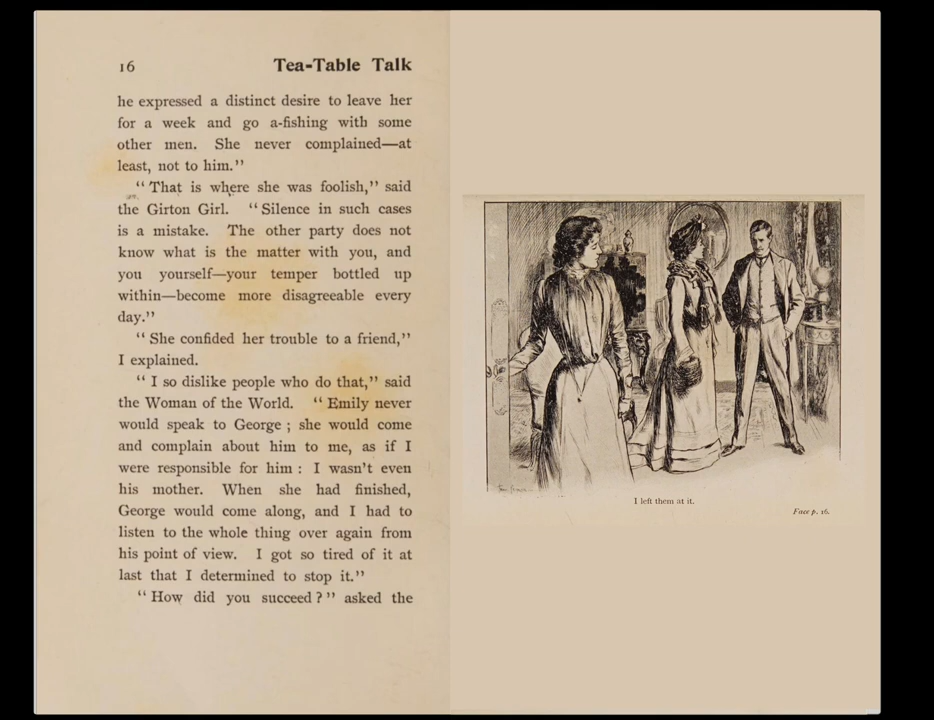 16
Tea-Table Talk
he expressed a distinct desire to leave her
for a week and go a-fishing with some
other men. She never complained—at
least, not to him.”
“That is where she was foolish,” said
the Girton Girl. “Silence in such cases
is a mistake. The other party does not
know what is the matter with you, and
you yourself—your temper bottled up
within—become more disagreeable every
day.”
“She confided her trouble to a friend,”
I explained.
“I so dislike people who do that,” said
the Woman of the World. “Emily never
would speak to George; she would come
and complain about him to me, as if I
were responsible for him: I wasn’t even
his mother. When she had finished,
George would come along, and I had to
listen to the whole thing over again from
his point of view. I got so tired of it at
last that I determined to stop it.”
“How did you succeed?” asked the
I left them at it.
Face p. 16.